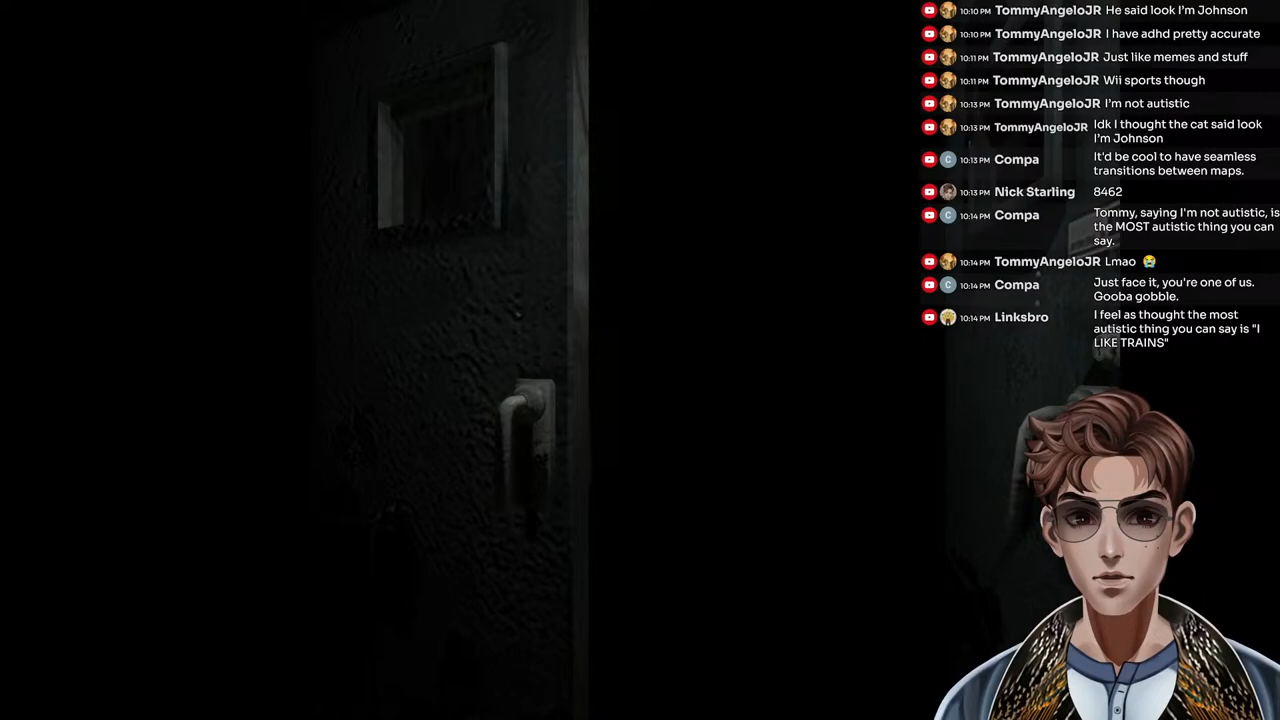 10:10 PM TommyAngeloJR He said look I'm Johnson
10:10 PM TommyAngeloJR I have adhd pretty accurate
10:11 PM TommyAngeloJR Just like memes and stuff
10:11 PM TommyAngeloJR Wii sports though
10:13 PM TommyAngeloJR I'm not autistic
10:13 PM TommyAngeloJR Idk I thought the cat said look
I'm Johnson
C 10:13 PM Compa It'd be cool to have seamless
transitions between maps.
10:13 PM Nick Starling 8462
C 10:14 PM Compa Tommy, saying I'm not autistic, is
the MOST autistic thing you can
say.
10:14 PM TommyAngeloJR Lmao 😭
C 10:14 PM Compa Just face it, you're one of us.
Gooba gobble.
10:14 PM Linksbro I feel as thought the most
autistic thing you can say is "I
LIKE TRAINS"